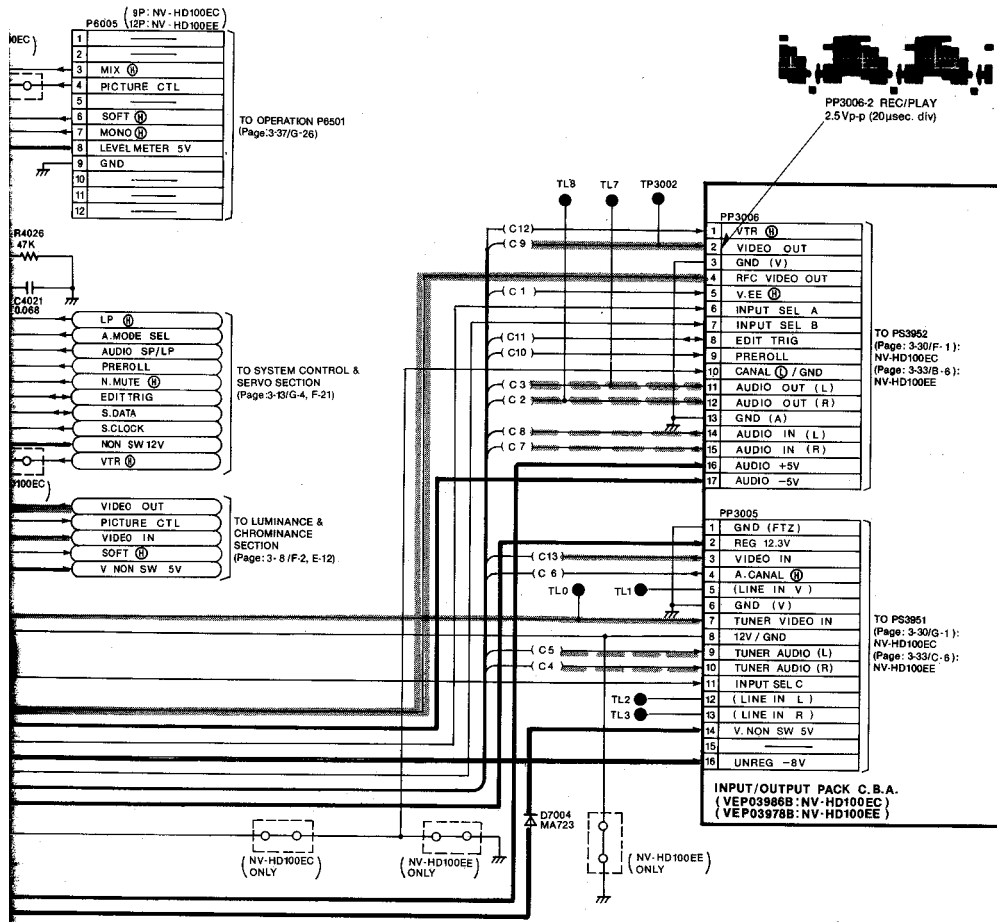 (9P: NV-HD100EC)
P6005 (12P: NV-HD100EE)
00EC)
1
2
3 MIX Ⓗ
4 PICTURE CTL
5
6 SOFT Ⓗ
7 MONO Ⓗ
8 LEVEL METER 5V
9 GND
10
11
12
TO OPERATION P6501
(Page:3-37/G-26)
PP3006-2 REC/PLAY
2.5Vp-p (20μsec. div)
R4026
47K
C4021
0.068
LP Ⓗ
A.MODE SEL
AUDIO SP/LP
PREROLL
N.MUTE Ⓗ
EDIT TRIG
S.DATA
S.CLOCK
NON SW 12V
VTR Ⓗ
TO SYSTEM CONTROL &
SERVO SECTION
(Page:3-13/G-4, F-21)
100EC)
VIDEO OUT
PICTURE CTL
VIDEO IN
SOFT Ⓗ
V NON SW 5V
TO LUMINANCE &
CHROMINANCE
SECTION
(Page:3-8/F-2, E-12)
TL8 TL7 TP3002
PP3006
(C12) 1 VTR Ⓗ
(C9) 2 VIDEO OUT
3 GND (V)
4 RFC VIDEO OUT
(C1) 5 V.EE Ⓗ
6 INPUT SEL A
7 INPUT SEL B
(C11) 8 EDIT TRIG
(C10) 9 PREROLL
10 CANAL Ⓛ / GND
(C3) 11 AUDIO OUT (L)
(C2) 12 AUDIO OUT (R)
13 GND (A)
(C8) 14 AUDIO IN (L)
(C7) 15 AUDIO IN (R)
16 AUDIO +5V
17 AUDIO -5V
TO PS3952
(Page: 3-30/F-1):
NV-HD100EC
(Page: 3-33/B-6):
NV-HD100EE
PP3005
1 GND (FTZ)
2 REG 12.3V
(C13) 3 VIDEO IN
(C6) 4 A.CANAL Ⓗ
TL0 TL1 5 (LINE IN V)
6 GND (V)
7 TUNER VIDEO IN
8 12V / GND
(C5) 9 TUNER AUDIO (L)
(C4) 10 TUNER AUDIO (R)
11 INPUT SEL C
TL2 12 (LINE IN L)
TL3 13 (LINE IN R)
14 V. NON SW 5V
15
16 UNREG -8V
TO PS3951
(Page: 3-30/G-1):
NV-HD100EC
(Page: 3-33/C-6):
NV-HD100EE
INPUT/OUTPUT PACK C.B.A.
(VEP03986B:NV-HD100EC)
(VEP03978B:NV-HD100EE)
D7004
MA723
(NV-HD100EC ONLY)
(NV-HD100EE ONLY)
(NV-HD100EE ONLY)